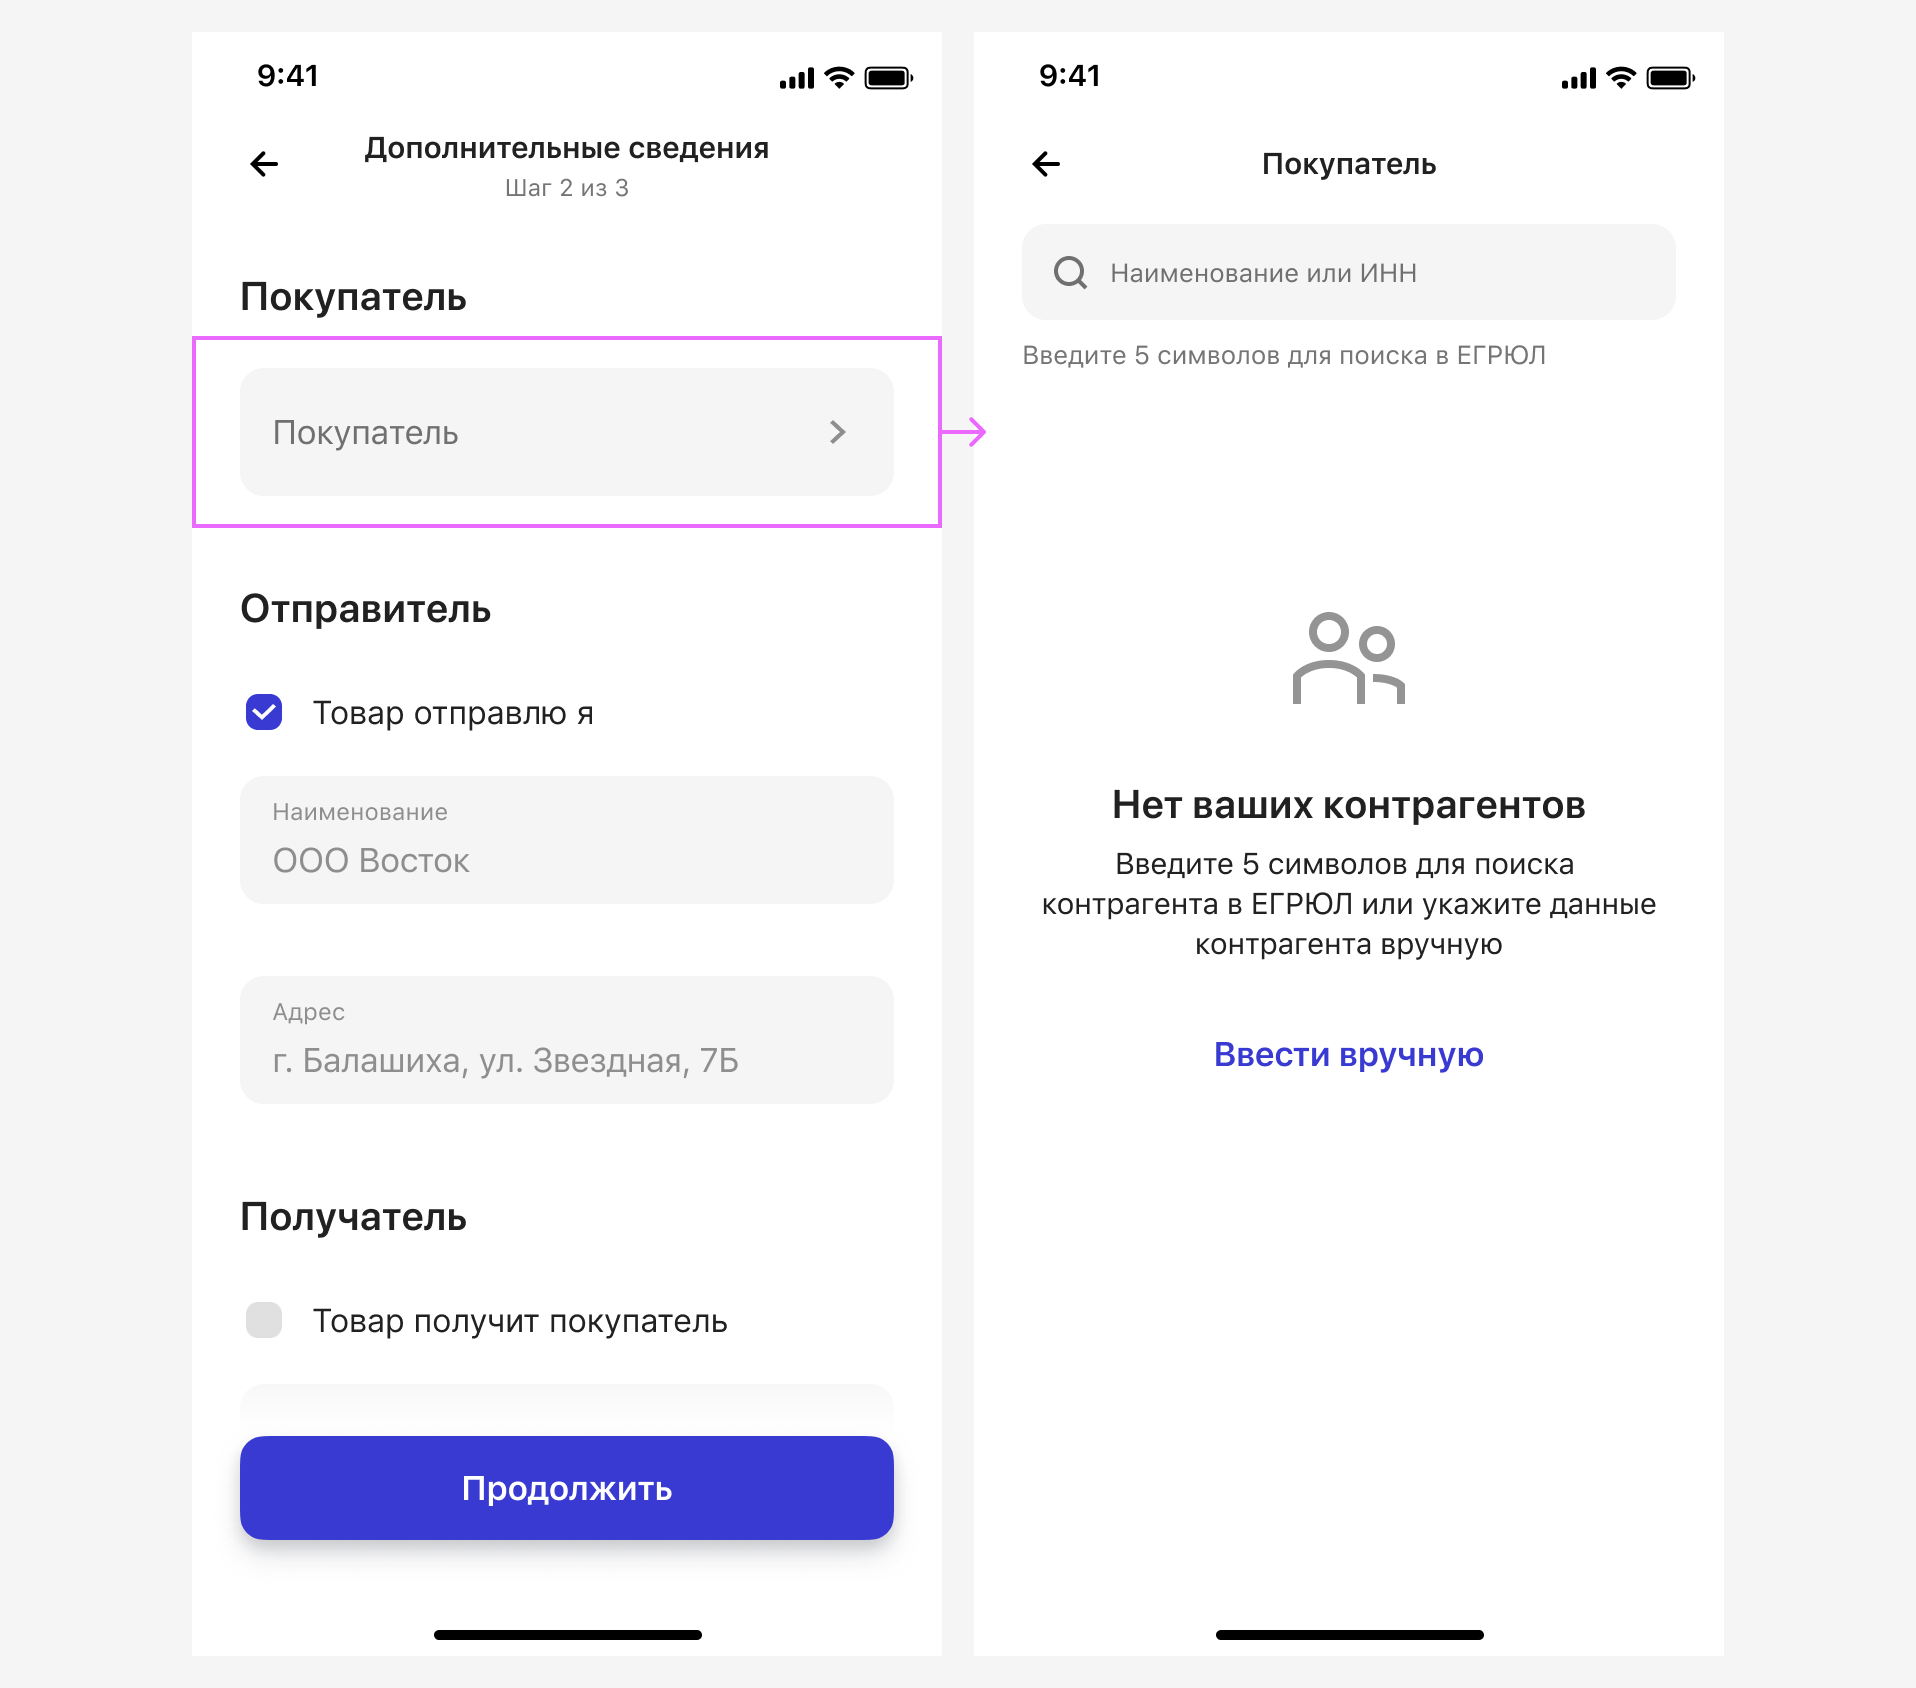 9:41
Дополнительные сведения
Шаг 2 из 3
Покупатель
Покупатель
Отправитель
Товар отправлю я
Наименование
ООО Восток
Адрес
г. Балашиха, ул. Звездная, 7Б
Получатель
Товар получит покупатель
Продолжить
9:41
Покупатель
Наименование или ИНН
Введите 5 символов для поиска в ЕГРЮЛ
Нет ваших контрагентов
Введите 5 символов для поиска
контрагента в ЕГРЮЛ или укажите данные
контрагента вручную
Ввести вручную